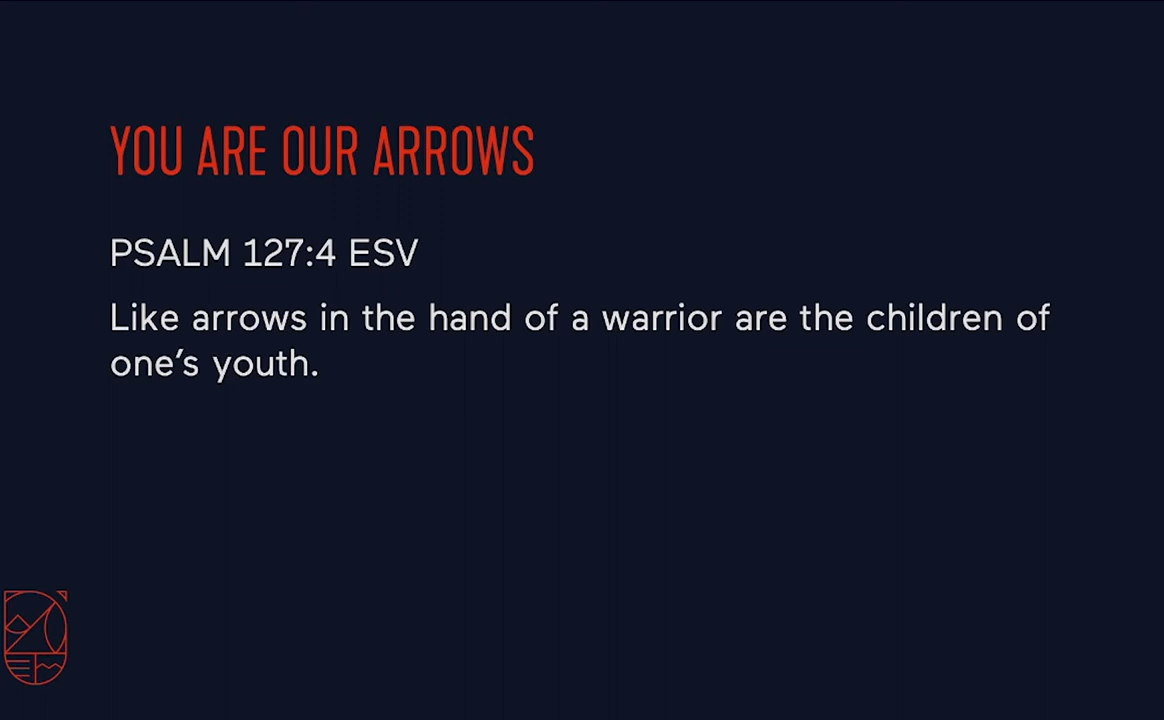 YOU ARE OUR ARROWS
PSALM 127:4 ESV
Like arrows in the hand of a warrior are the children of
one’s youth.